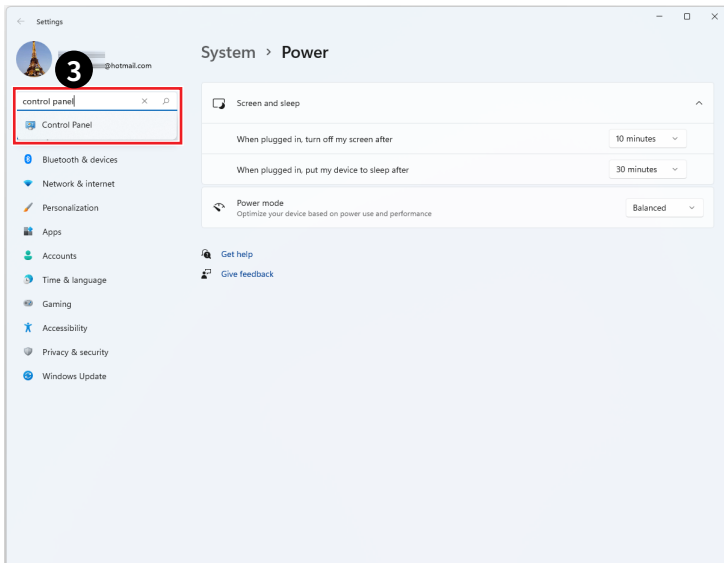 Settings
System > Power
3
@hotmail.com
control panel
Control Panel
Bluetooth & devices
Network & internet
Personalization
Apps
Accounts
Time & language
Gaming
Accessibility
Privacy & security
Windows Update
Screen and sleep
When plugged in, turn off my screen after
10 minutes
When plugged in, put my device to sleep after
30 minutes
Power mode
Optimize your device based on power use and performance
Balanced
Get help
Give feedback